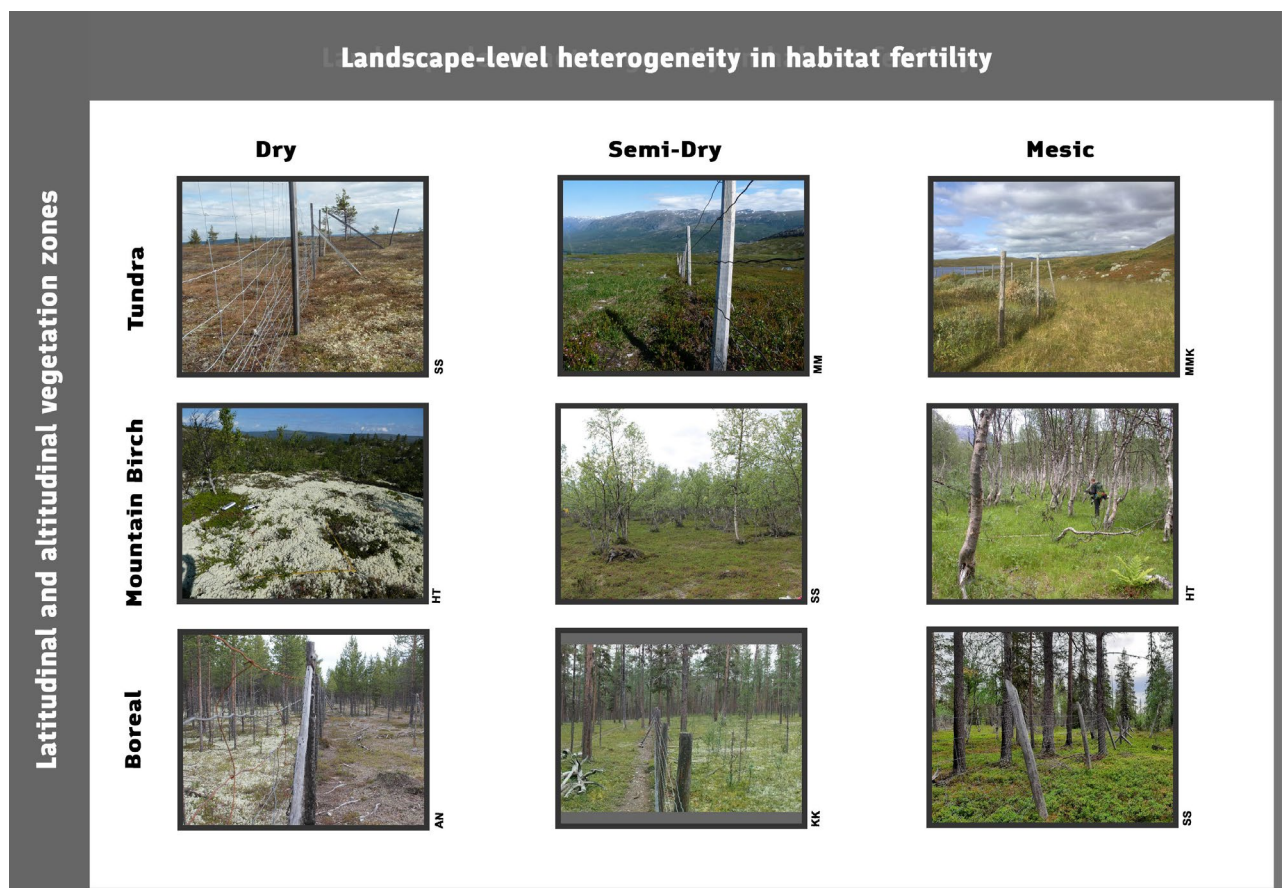 Landscape-level heterogeneity in habitat fertility
Latitudinal and altitudinal vegetation zones
Dry
Semi-Dry
Mesic
Tundra
SS
MM
MMK
Mountain Birch
HT
SS
HT
Boreal
AN
KK
SS